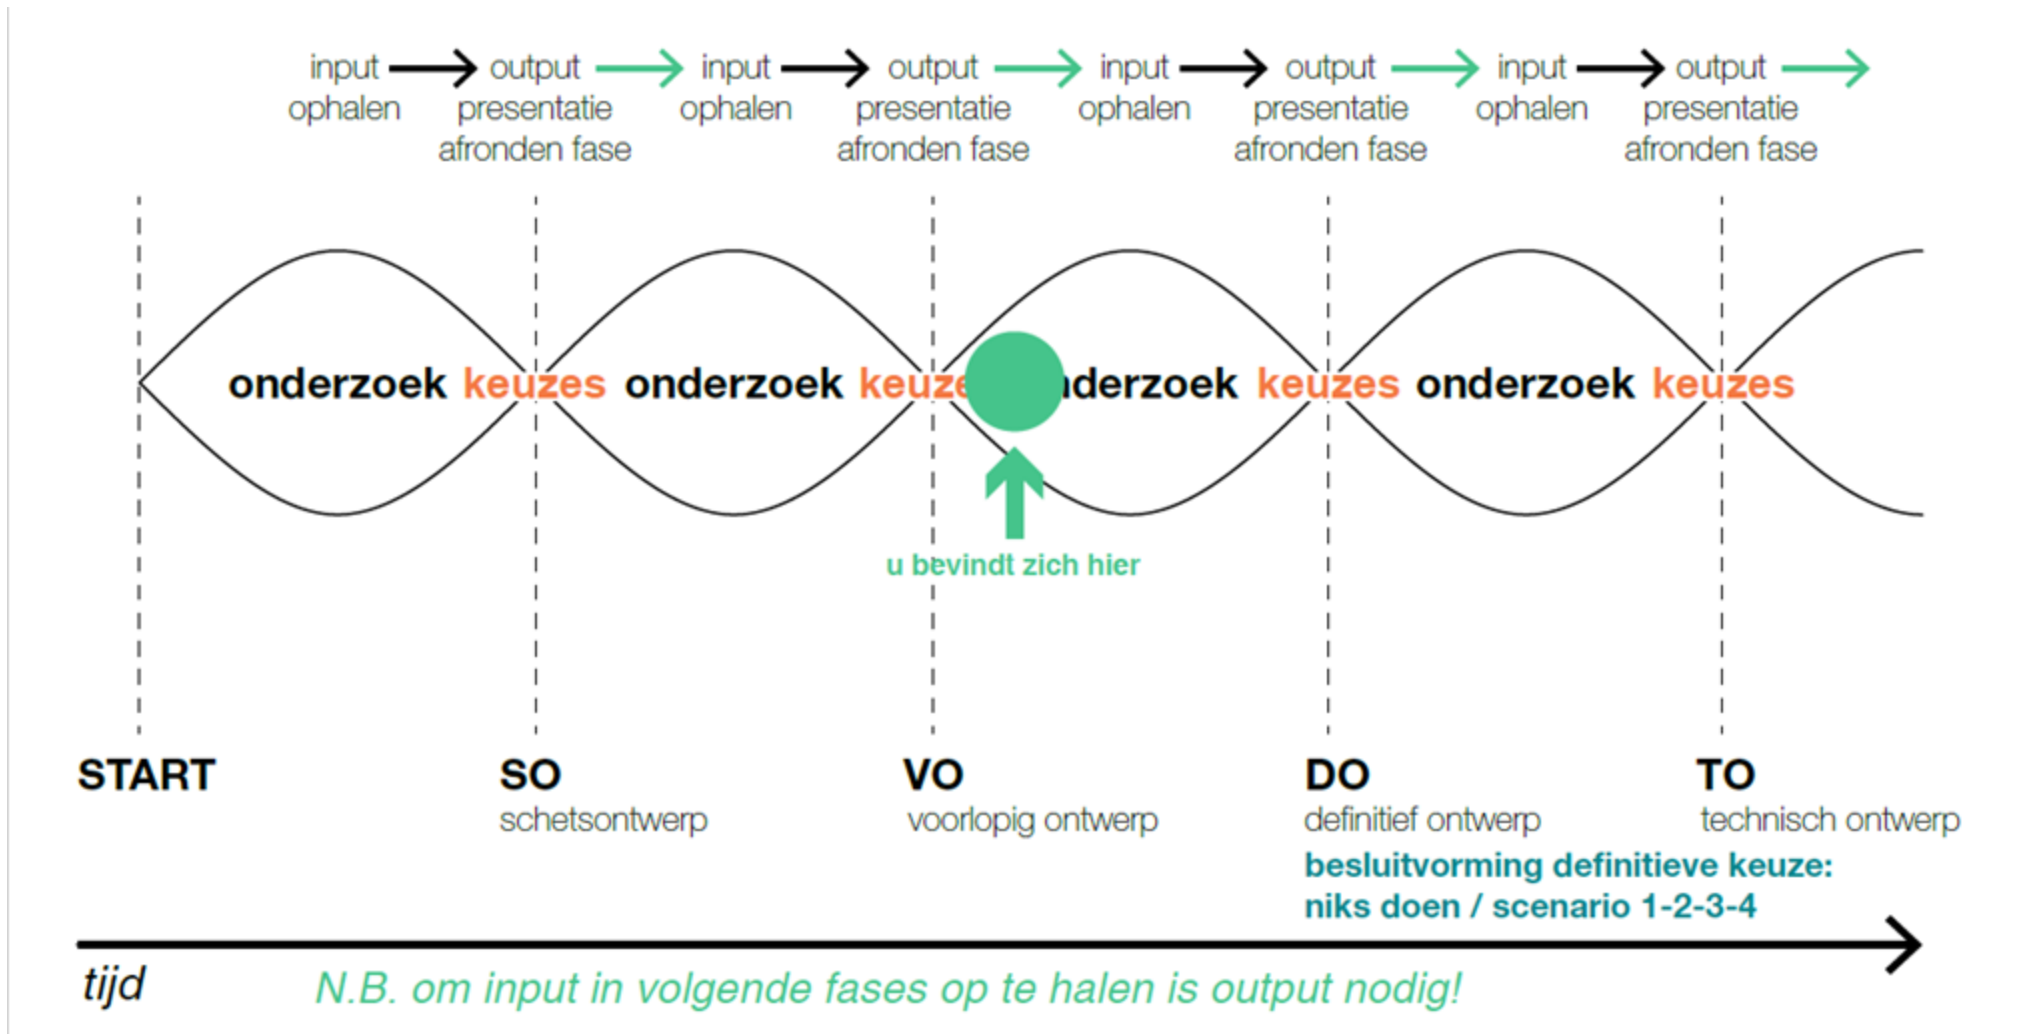 input output input output input output input output
ophalen presentatie ophalen presentatie ophalen presentatie ophalen presentatie
afronden fase afronden fase afronden fase afronden fase
onderzoek keuzes onderzoek keuze nderzoek keuzes onderzoek keuzes
u bevindt zich hier
START SO VO DO TO
schetsontwerp voorlopig ontwerp definitief ontwerp technisch ontwerp
besluitvorming definitieve keuze:
niks doen / scenario 1-2-3-4
tijd N.B. om input in volgende fases op te halen is output nodig!